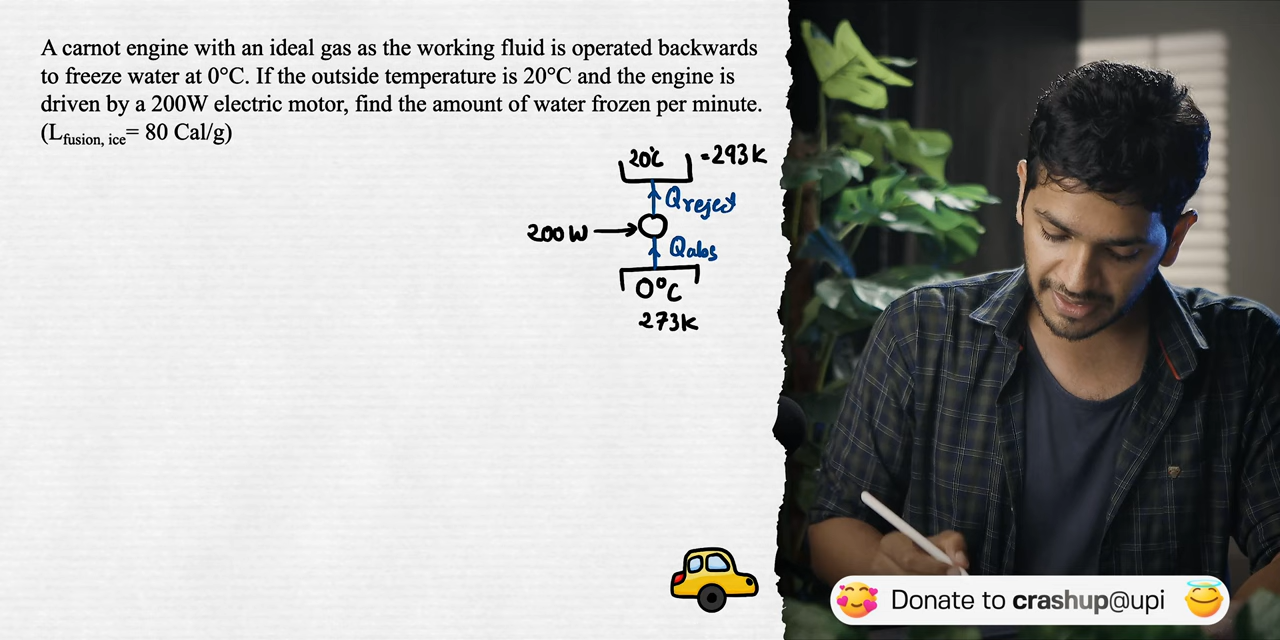 A carnot engine with an ideal gas as the working fluid is operated backwards
to freeze water at 0°C. If the outside temperature is 20°C and the engine is
driven by a 200W electric motor, find the amount of water frozen per minute.
(Lfusion, ice= 80 Cal/g)
20°C = 293K
Qreject
200W
Qabs
0°C
273K
Donate to crashup@upi